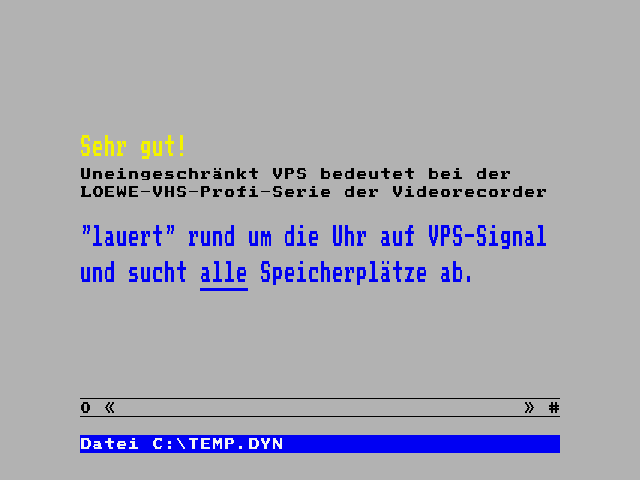 Sehr gut!
Uneingeschränkt VPS bedeutet bei der
LOEWE-VHS-Profi-Serie der Videorecorder
"lauert" rund um die Uhr auf VPS-Signal
und sucht alle Speicherplätze ab.
0 « » #
Datei C:\TEMP.DYN